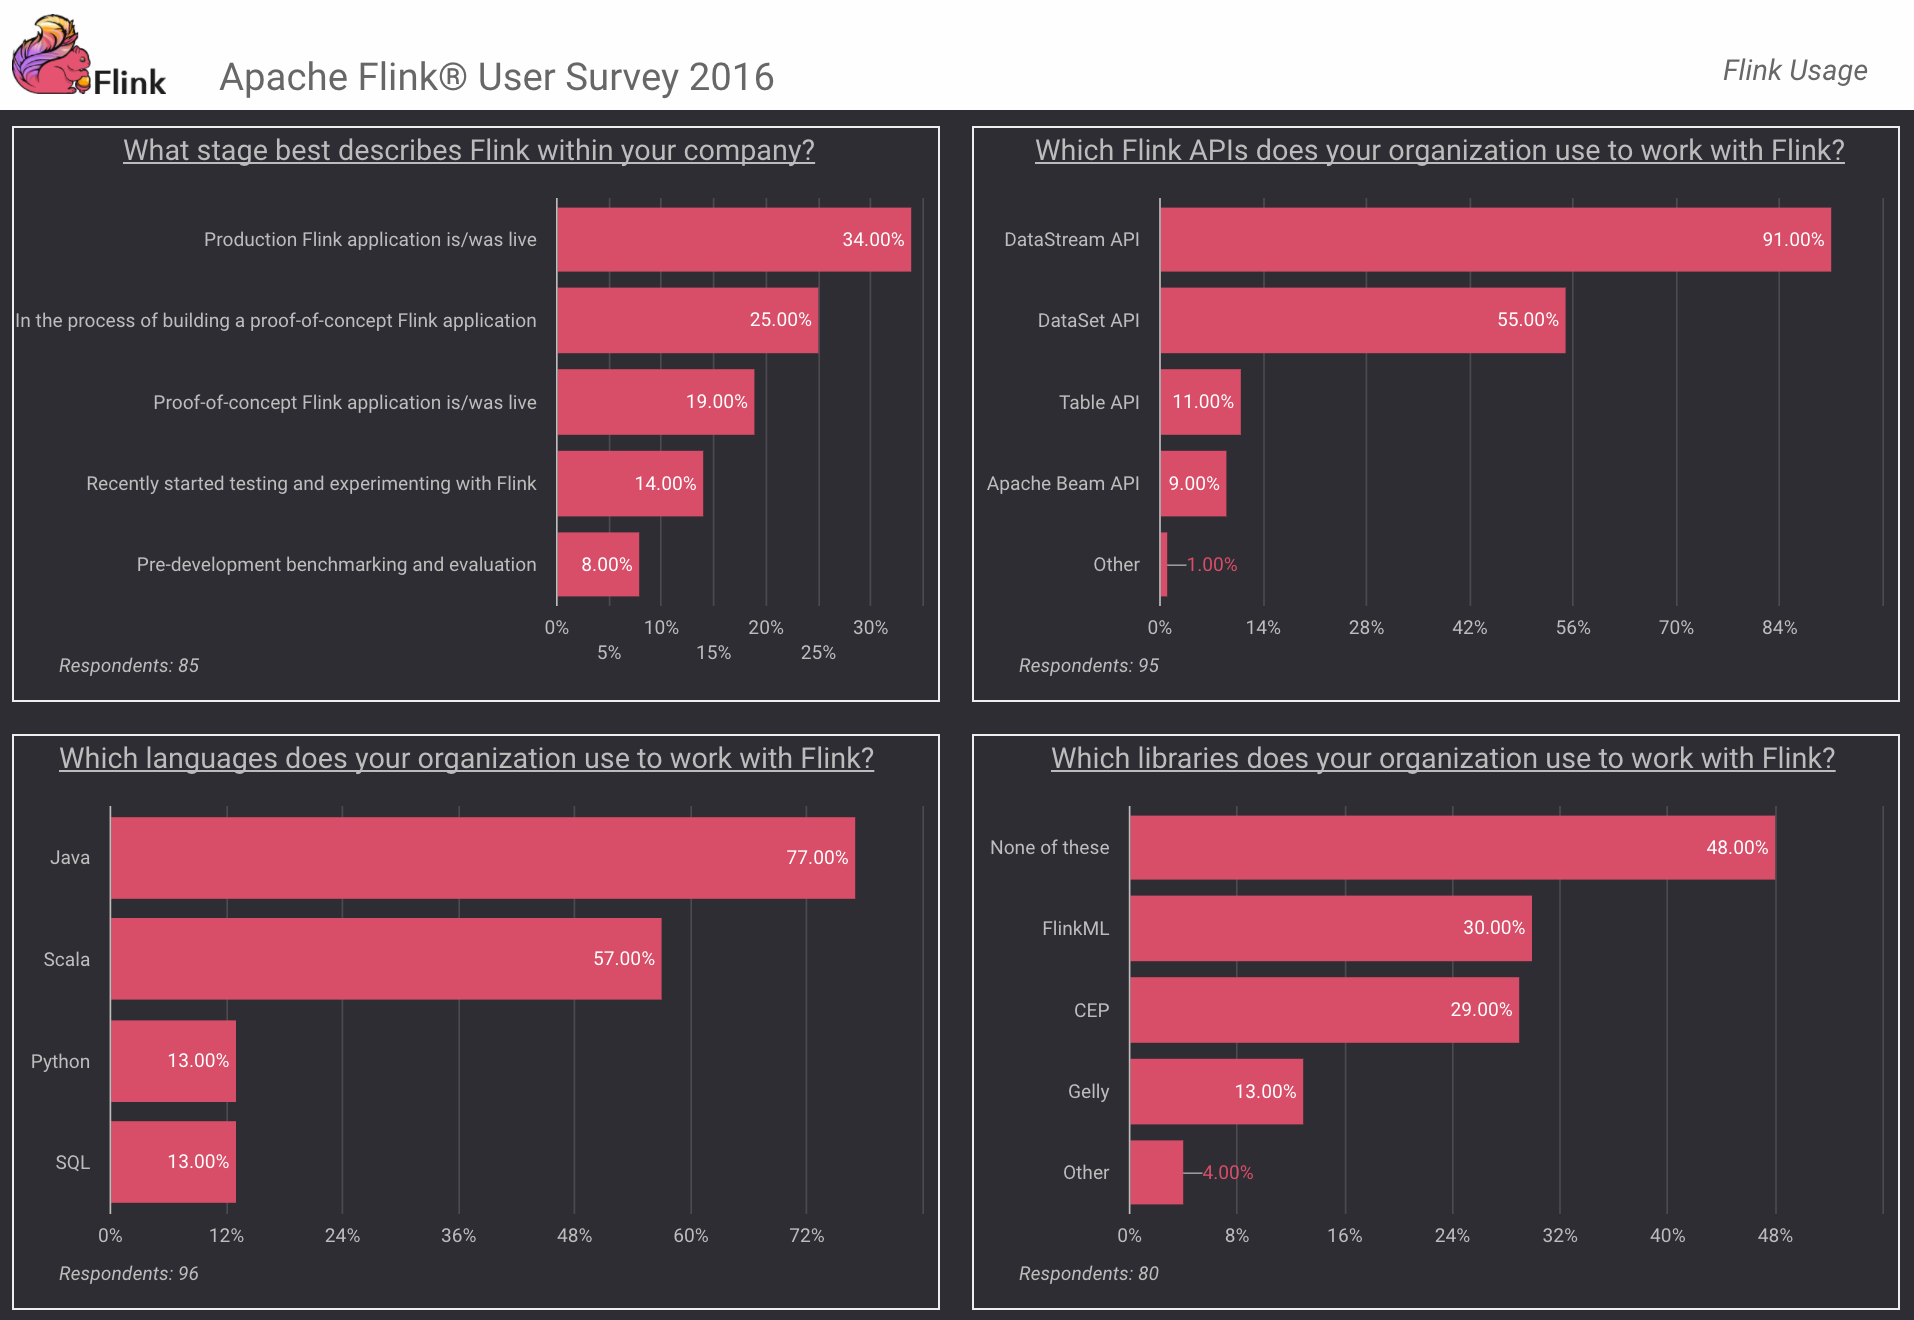 Flink
Apache Flink® User Survey 2016
Flink Usage
What stage best describes Flink within your company?
Production Flink application is/was live
34.00%
In the process of building a proof-of-concept Flink application
25.00%
Proof-of-concept Flink application is/was live
19.00%
Recently started testing and experimenting with Flink
14.00%
Pre-development benchmarking and evaluation
8.00%
0% 10% 20% 30%
5% 15% 25%
Respondents: 85
Which Flink APIs does your organization use to work with Flink?
DataStream API
91.00%
DataSet API
55.00%
Table API
11.00%
Apache Beam API
9.00%
Other
1.00%
0% 14% 28% 42% 56% 70% 84%
Respondents: 95
Which languages does your organization use to work with Flink?
Java
77.00%
Scala
57.00%
Python
13.00%
SQL
13.00%
0% 12% 24% 36% 48% 60% 72%
Respondents: 96
Which libraries does your organization use to work with Flink?
None of these
48.00%
FlinkML
30.00%
CEP
29.00%
Gelly
13.00%
Other
4.00%
0% 8% 16% 24% 32% 40% 48%
Respondents: 80